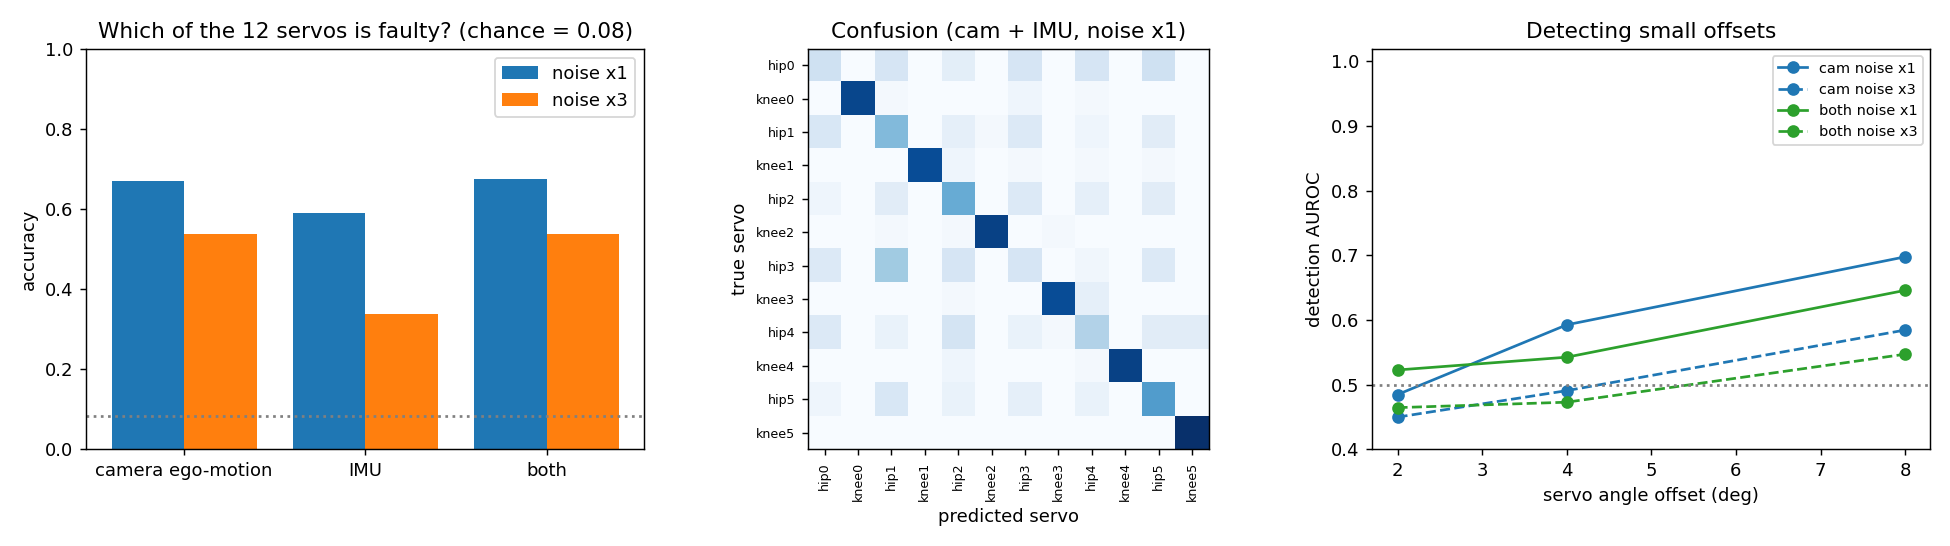 Which of the 12 servos is faulty? (chance = 0.08)
accuracy
1.0
0.8
0.6
0.4
0.2
0.0
noise x1
noise x3
camera ego-motion
IMU
both
Confusion (cam + IMU, noise x1)
true servo
hip0
knee0
hip1
knee1
hip2
knee2
hip3
knee3
hip4
knee4
hip5
knee5
hip0
knee0
hip1
knee1
hip2
knee2
hip3
knee3
hip4
knee4
hip5
knee5
predicted servo
Detecting small offsets
detection AUROC
1.0
0.9
0.8
0.7
0.6
0.5
0.4
cam noise x1
cam noise x3
both noise x1
both noise x3
2
3
4
5
6
7
8
servo angle offset (deg)